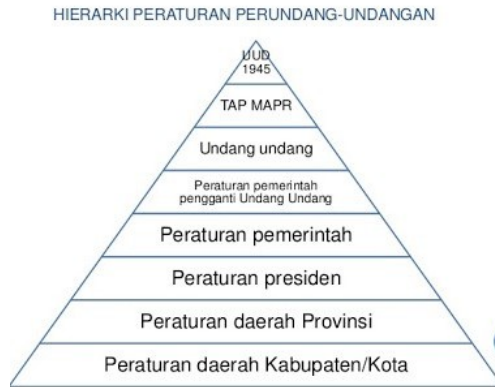 HIERARKI PERATURAN PERUNDANG-UNDANGAN
UUD
1945
TAP MAPR
Undang undang
Peraturan pemerintah
pengganti Undang Undang
Peraturan pemerintah
Peraturan presiden
Peraturan daerah Provinsi
Peraturan daerah Kabupaten/Kota